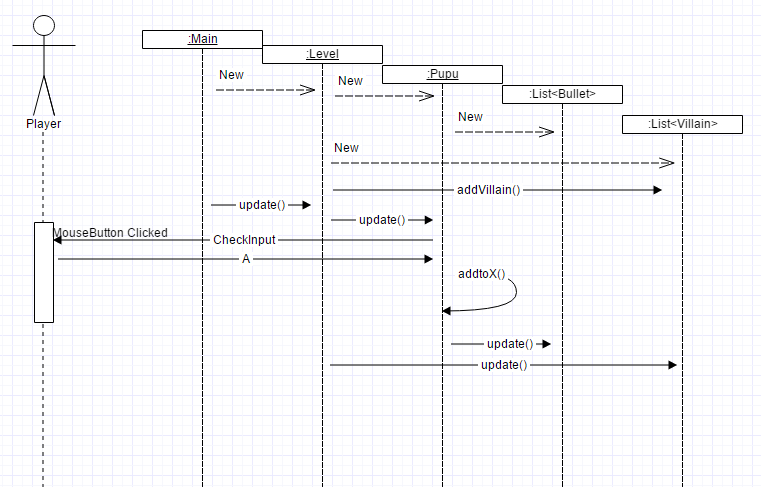 :Main
:Level
:Pupu
:List<Bullet>
:List<Villain>
Player
New
New
New
New
addVillain()
update()
update()
MouseButton Clicked
CheckInput
A
addtoX()
update()
update()